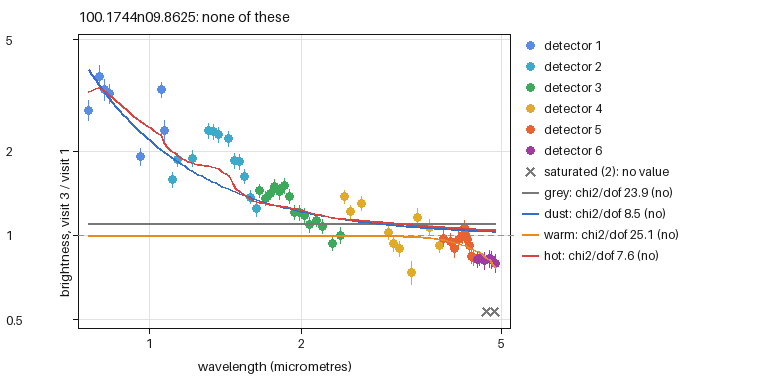 100.1744n09.8625: none of these
brightness, visit 3 / visit 1
5
2
1
0.5
1
2
5
wavelength (micrometres)
detector 1
detector 2
detector 3
detector 4
detector 5
detector 6
saturated (2): no value
grey: chi2/dof 23.9 (no)
dust: chi2/dof 8.5 (no)
warm: chi2/dof 25.1 (no)
hot: chi2/dof 7.6 (no)